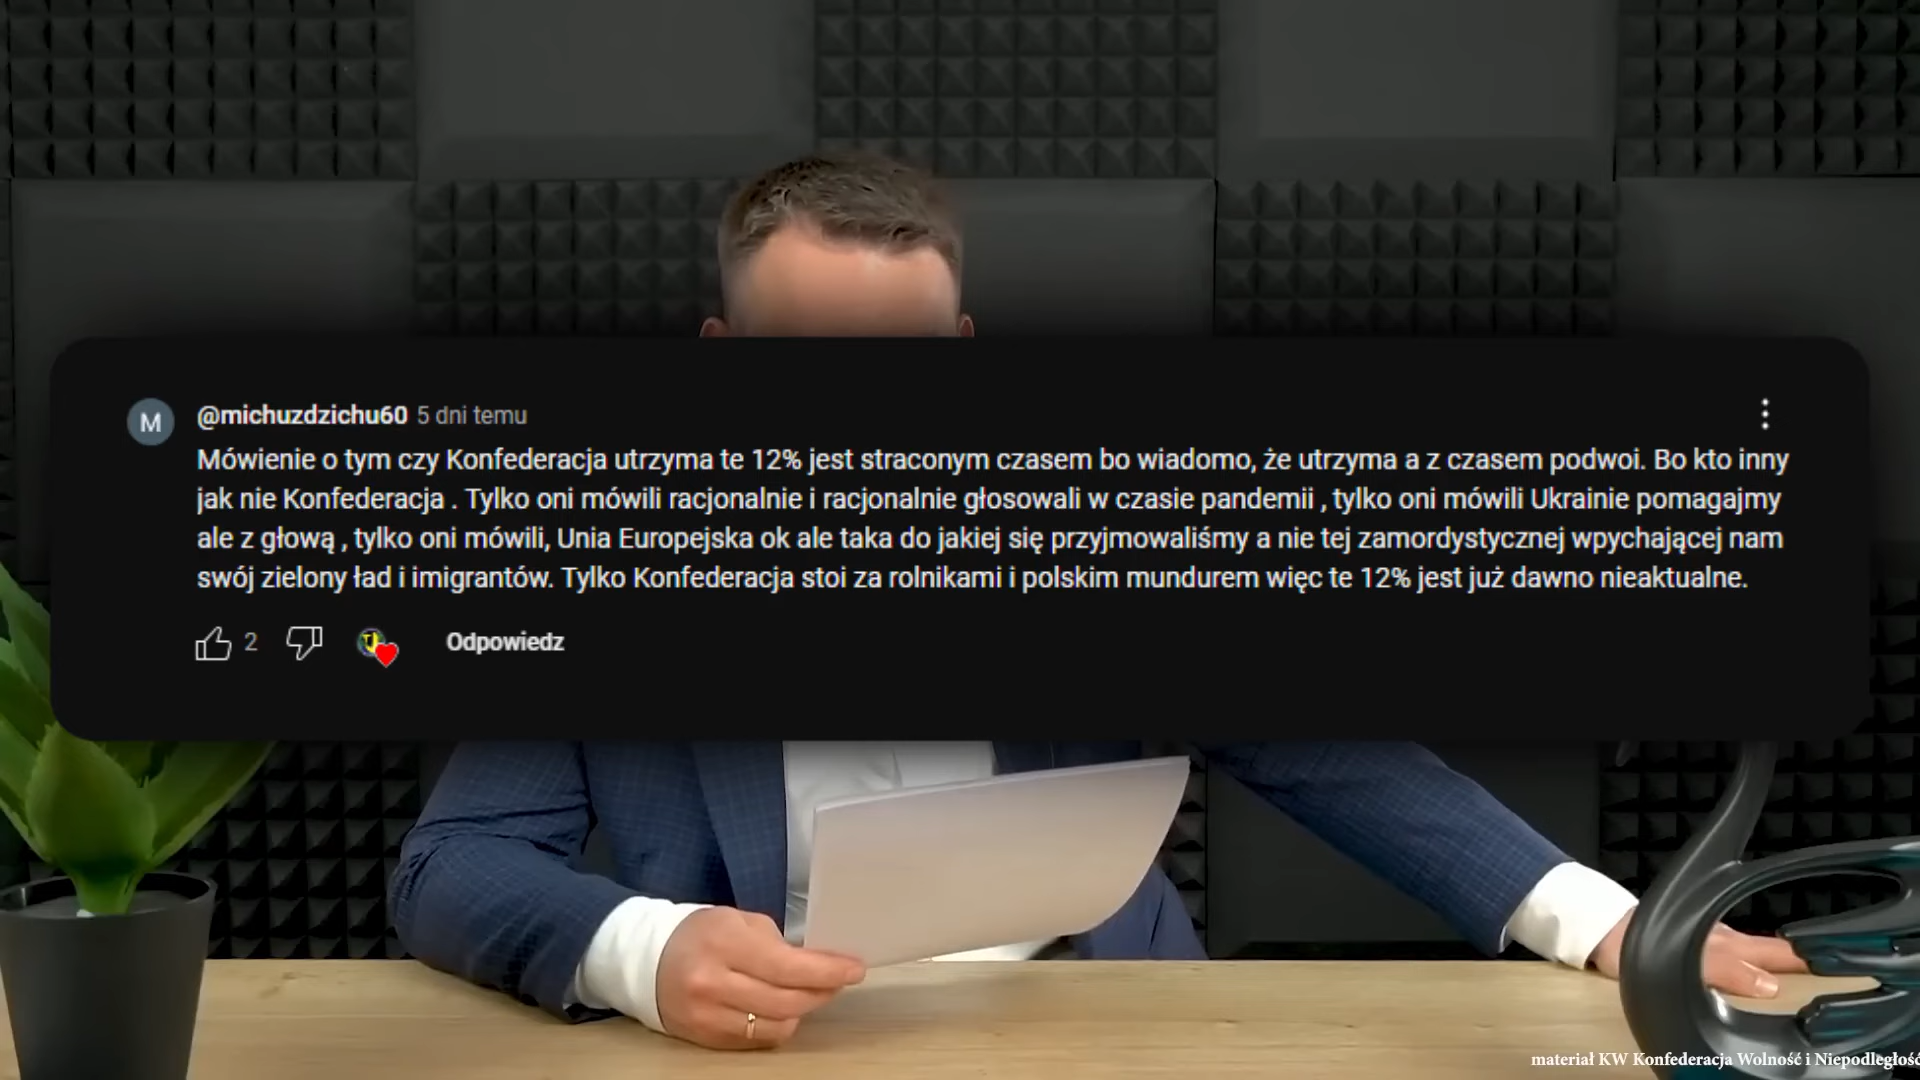 M
@michuzdzichu60 5 dni temu
Mówienie o tym czy Konfederacja utrzyma te 12% jest straconym czasem bo wiadomo, że utrzyma a z czasem podwoi. Bo kto inny
jak nie Konfederacja . Tylko oni mówili racjonalnie i racjonalnie głosowali w czasie pandemii , tylko oni mówili Ukrainie pomagajmy
ale z głową , tylko oni mówili, Unia Europejska ok ale taka do jakiej się przyjmowaliśmy a nie tej zamordystycznej wpychającej nam
swój zielony ład i imigrantów. Tylko Konfederacja stoi za rolnikami i polskim mundurem więc te 12% jest już dawno nieaktualne.
2 Odpowiedz
materiał KW Konfederacja Wolność i Niepodległość